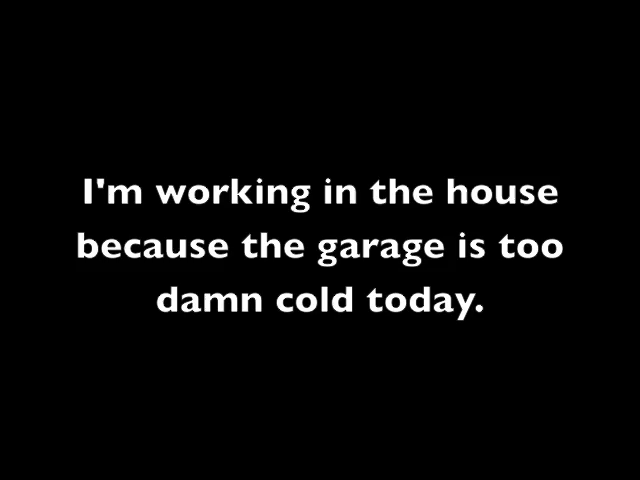 I'm working in the house
because the garage is too
damn cold today.